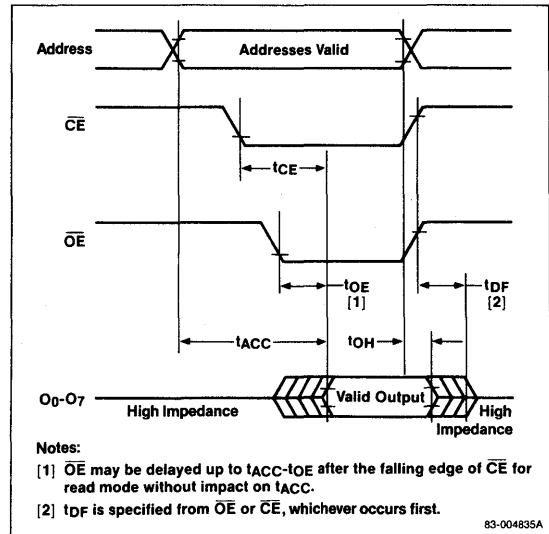 Address
Addresses Valid
CE
tCE
OE
tOE
[1]
tDF
[2]
tACC
tOH
O0-O7
High Impedance
Valid Output
High
Impedance
Notes:
[1] OE may be delayed up to tACC-tOE after the falling edge of CE for
read mode without impact on tACC.
[2] tDF is specified from OE or CE, whichever occurs first.
83-004835A